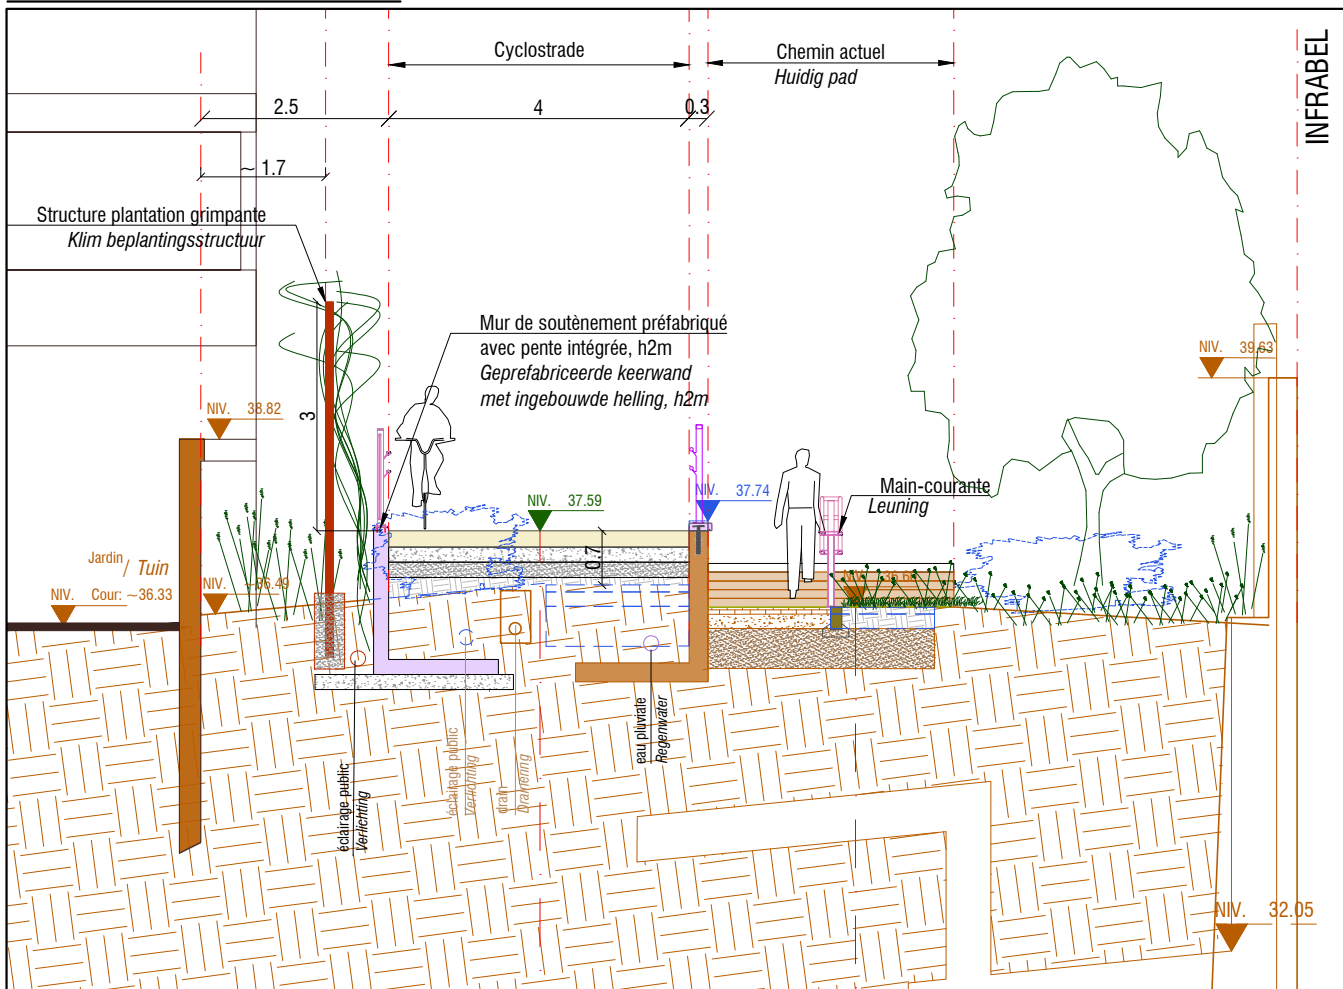 Cyclostrade
Chemin actuel
Huidig pad
INFRABEL
2.5
4
0.3
~ 1.7
Structure plantation grimpante
Klim beplantingsstructuur
Mur de soutènement préfabriqué
avec pente intégrée, h2m
Geprefabriceerde keerwand
met ingebouwde helling, h2m
NIV. 39.63
NIV. 38.82
3
NIV. 37.59
NIV. 37.74
Main-courante
Leuning
0.7
Jardin / Tuin
NIV. Cour: ~36.33
NIV. ~36.49
NIV.
éclairage public
Verlichting
éclairage public
Verlichting
drain
Drainering
eau pluviale
Regenwater
NIV. 32.05